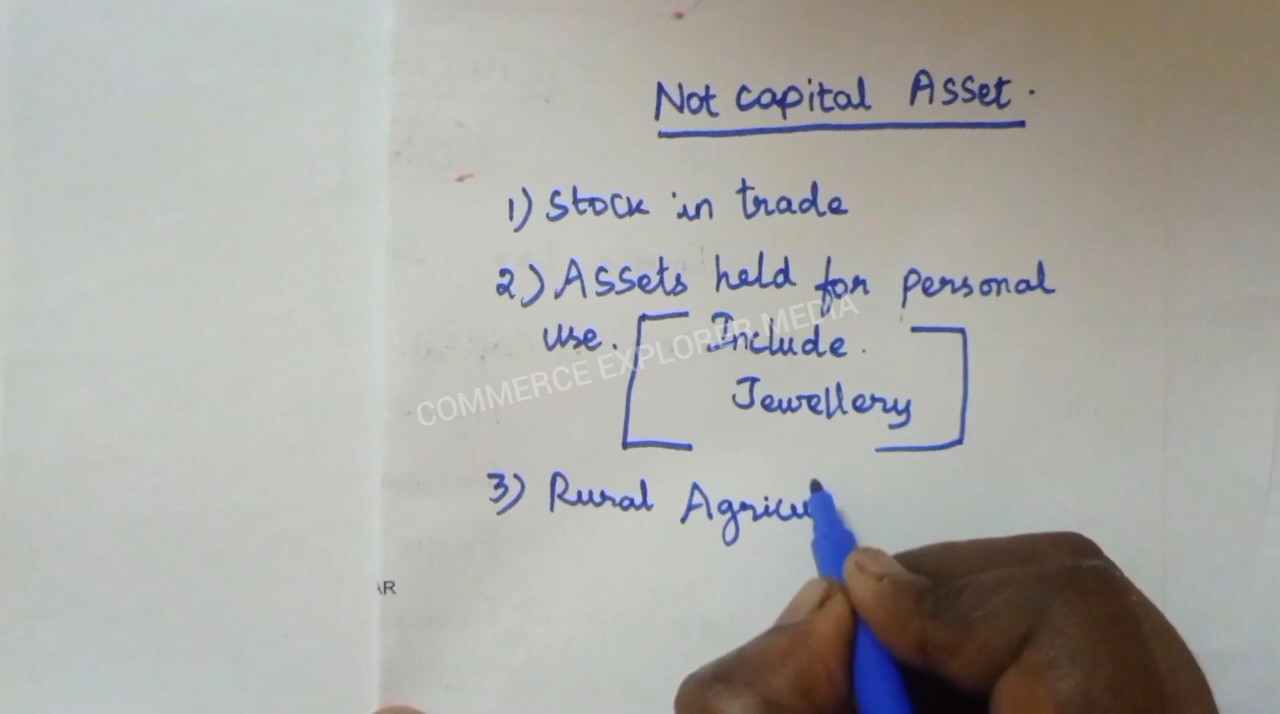 Not capital Asset.
1) Stock in trade
2) Assets held for personal
use. [ Include.
Jewellery ]
3) Rural Agricu
COMMERCE EXPLORER MEDIA
AR